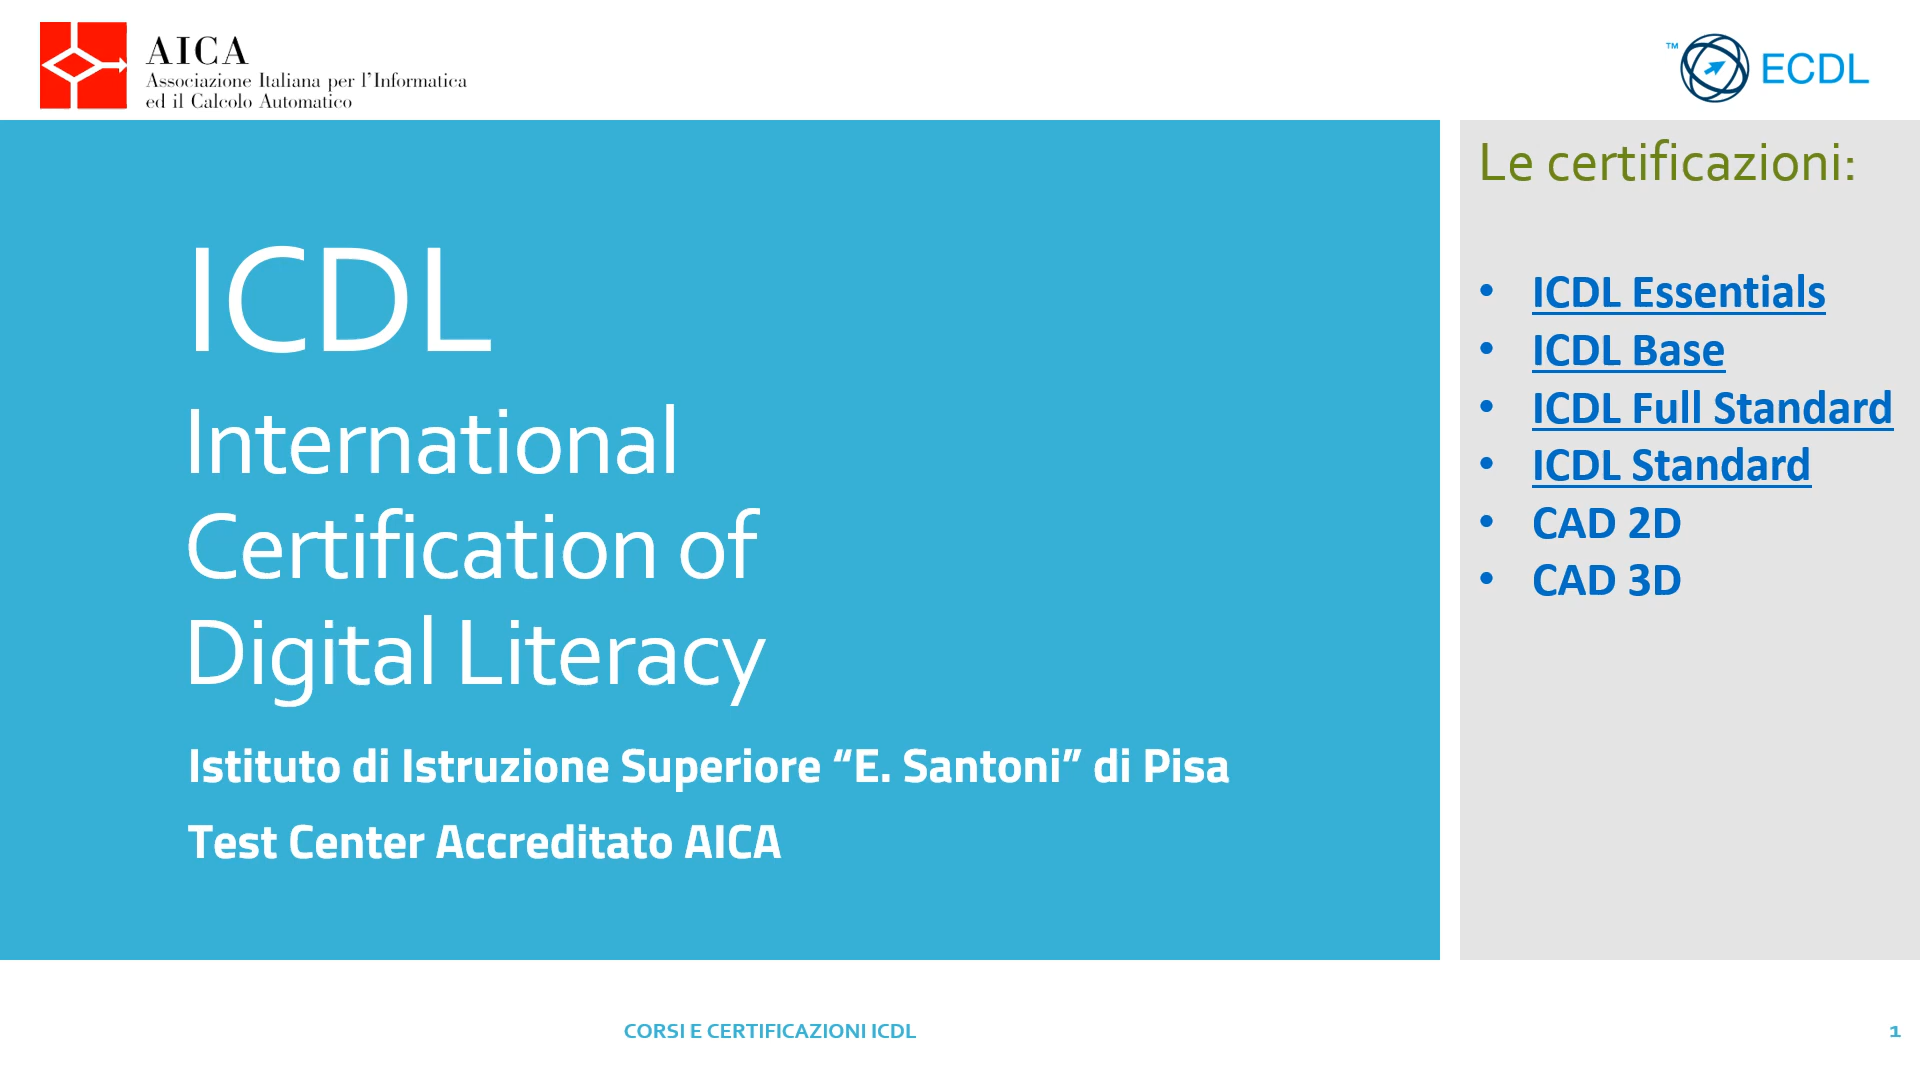 AICA
Associazione Italiana per l'Informatica
ed il Calcolo Automatico
™ ECDL
ICDL
International
Certification of
Digital Literacy
Istituto di Istruzione Superiore “E. Santoni” di Pisa
Test Center Accreditato AICA
Le certificazioni:
• ICDL Essentials
• ICDL Base
• ICDL Full Standard
• ICDL Standard
• CAD 2D
• CAD 3D
CORSI E CERTIFICAZIONI ICDL
1